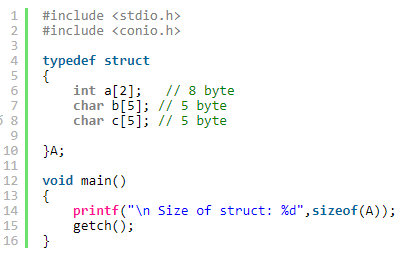 1 #include <stdio.h>
2 #include <conio.h>
3
4 typedef struct
5 {
6     int a[2];   // 8 byte
7     char b[5]; // 5 byte
8     char c[5]; // 5 byte
9
10 }A;
11
12 void main()
13 {
14     printf("\n Size of struct: %d",sizeof(A));
15     getch();
16 }